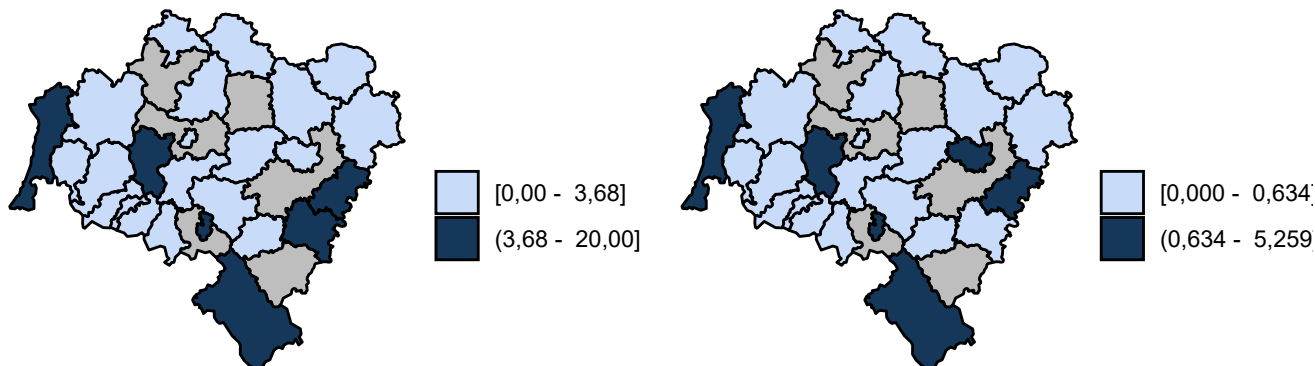 [0,00 - 3,68]
(3,68 - 20,00]
[0,000 - 0,634]
(0,634 - 5,259]